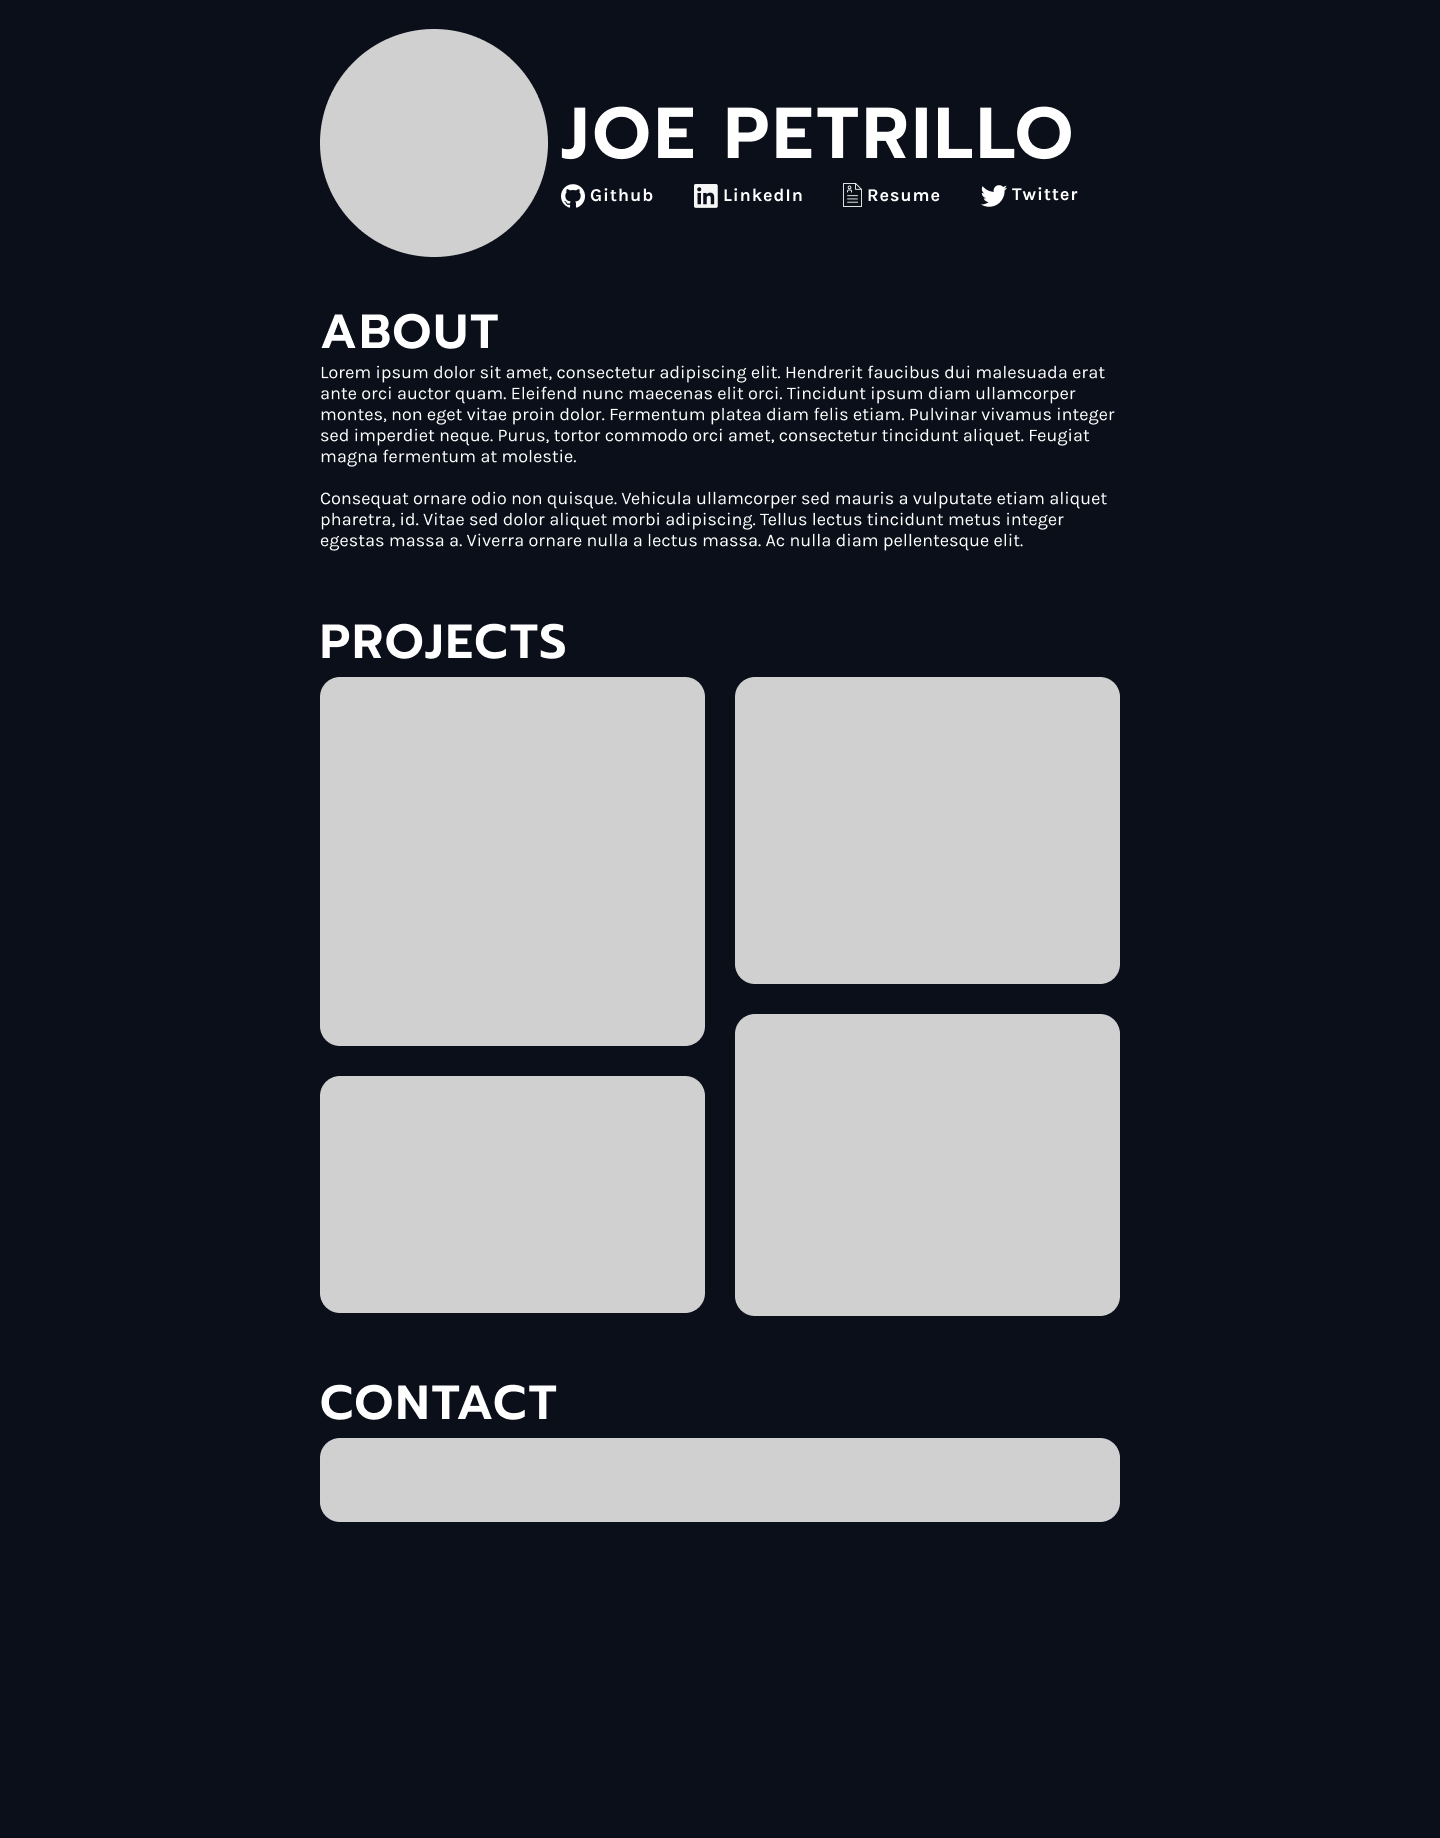 JOE PETRILLO
Github LinkedIn Resume Twitter
ABOUT
Lorem ipsum dolor sit amet, consectetur adipiscing elit. Hendrerit faucibus dui malesuada erat
ante orci auctor quam. Eleifend nunc maecenas elit orci. Tincidunt ipsum diam ullamcorper
montes, non eget vitae proin dolor. Fermentum platea diam felis etiam. Pulvinar vivamus integer
sed imperdiet neque. Purus, tortor commodo orci amet, consectetur tincidunt aliquet. Feugiat
magna fermentum at molestie.
Consequat ornare odio non quisque. Vehicula ullamcorper sed mauris a vulputate etiam aliquet
pharetra, id. Vitae sed dolor aliquet morbi adipiscing. Tellus lectus tincidunt metus integer
egestas massa a. Viverra ornare nulla a lectus massa. Ac nulla diam pellentesque elit.
PROJECTS
CONTACT